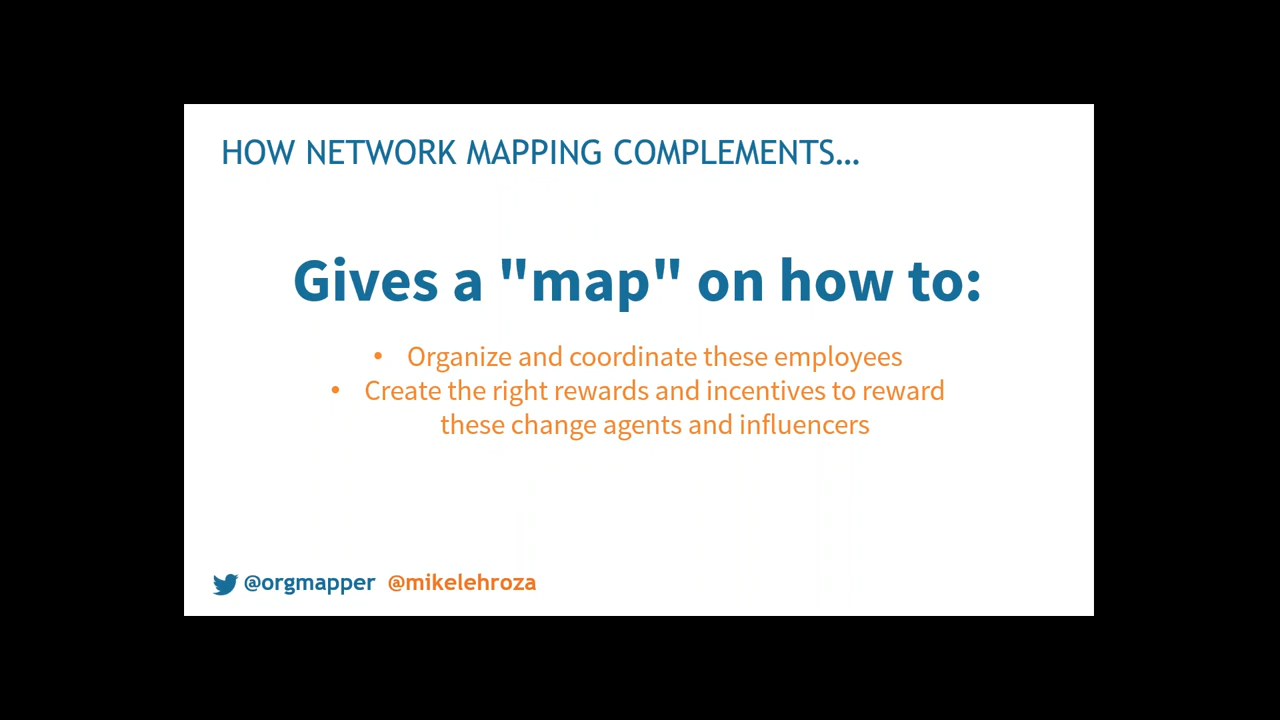 HOW NETWORK MAPPING COMPLEMENTS...
Gives a "map" on how to:
• Organize and coordinate these employees
• Create the right rewards and incentives to reward
these change agents and influencers
@orgmapper @mikelehroza